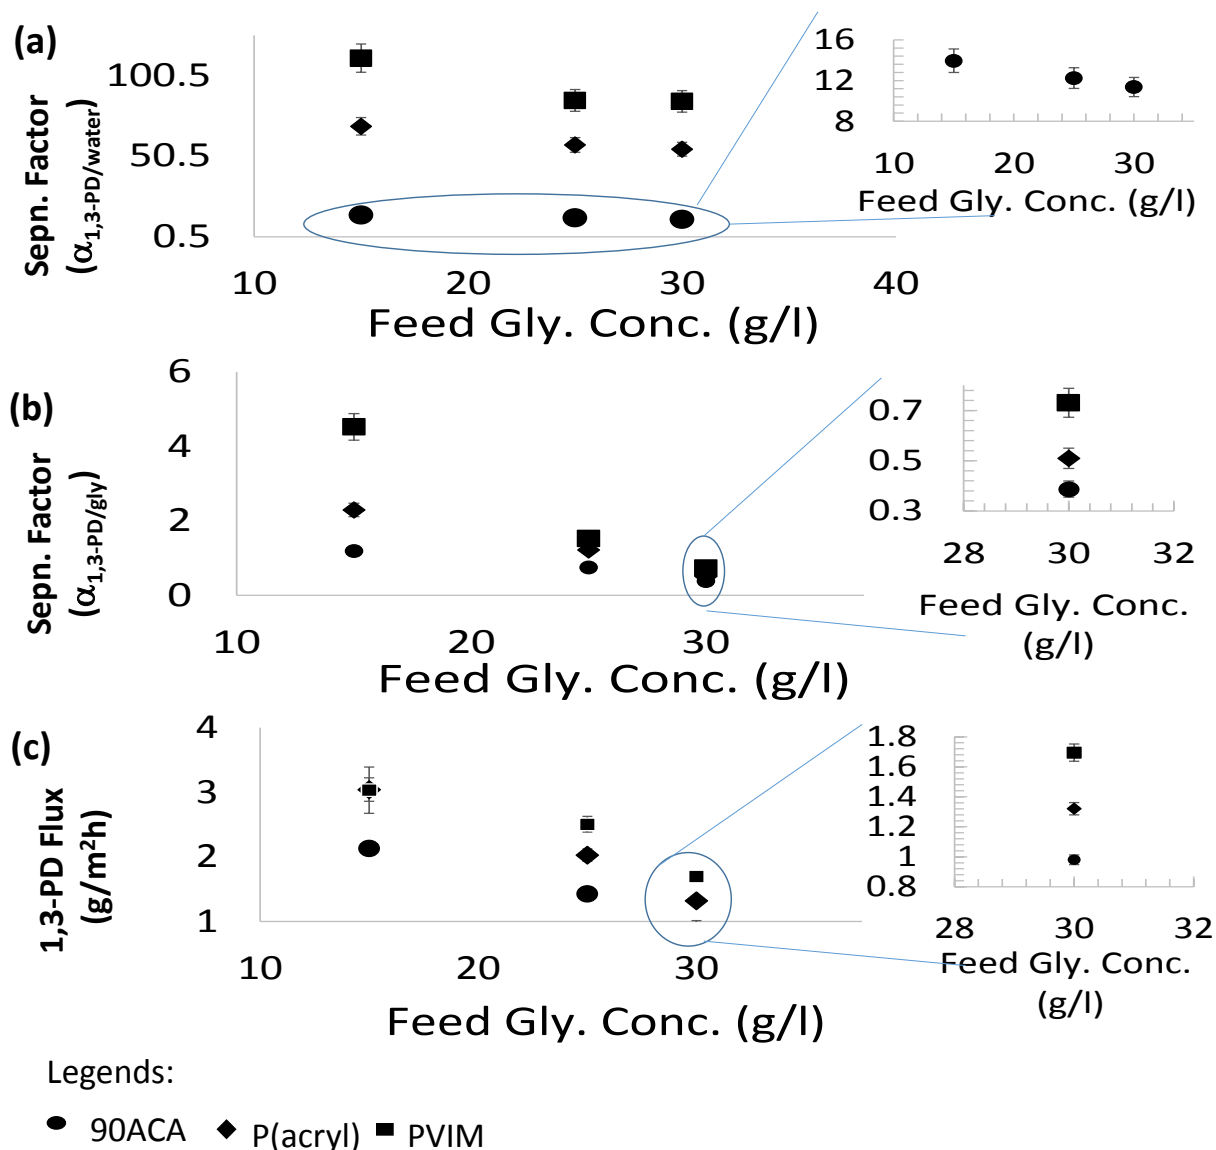 (a)
Sepn. Factor
(α1,3-PD/water)
100.5
50.5
0.5
10 20 30 40
Feed Gly. Conc. (g/l)
16
12
8
10 20 30
Feed Gly. Conc. (g/l)
(b)
Sepn. Factor
(α1,3-PD/gly)
6
4
2
0
10 20 30
Feed Gly. Conc. (g/l)
0.7
0.5
0.3
28 30 32
Feed Gly. Conc.
(g/l)
(c)
1,3-PD Flux
(g/m²h)
4
3
2
1
10 20 30
Feed Gly. Conc. (g/l)
1.8
1.6
1.4
1.2
1
0.8
28 30 32
Feed Gly. Conc.
(g/l)
Legends:
90ACA P(acryl) PVIM